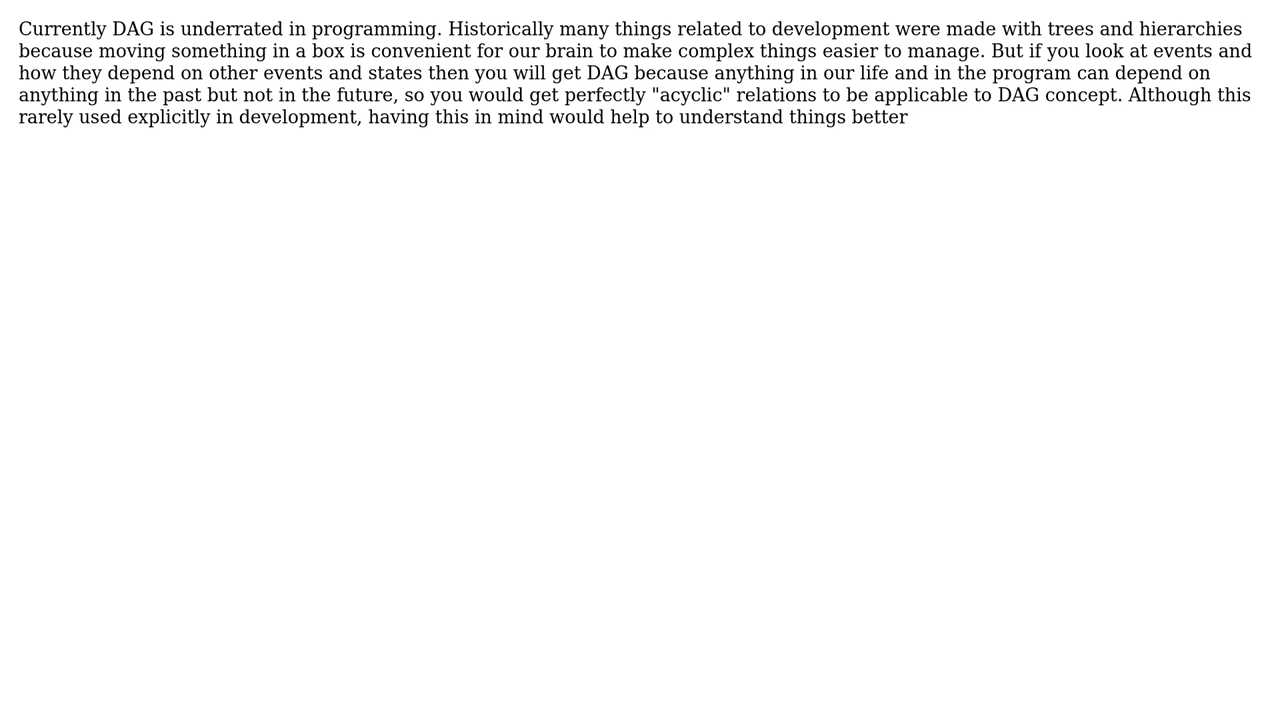 Currently DAG is underrated in programming. Historically many things related to development were made with trees and hierarchies
because moving something in a box is convenient for our brain to make complex things easier to manage. But if you look at events and
how they depend on other events and states then you will get DAG because anything in our life and in the program can depend on
anything in the past but not in the future, so you would get perfectly "acyclic" relations to be applicable to DAG concept. Although this
rarely used explicitly in development, having this in mind would help to understand things better